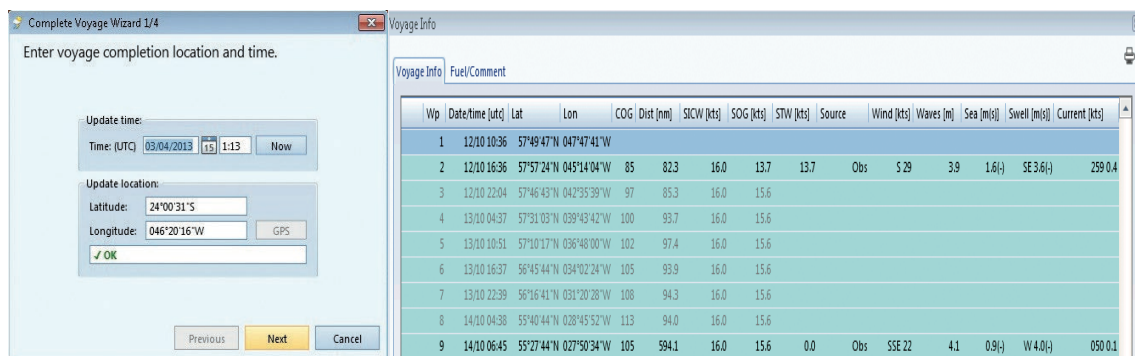 Complete Voyage Wizard 1/4
Enter voyage completion location and time.
Update time:
Time: (UTC) 03/04/2013 15 1:13 Now
Update location:
Latitude: 24°00'31"S
Longitude: 046°20'16"W GPS
✓ OK
Previous Next Cancel
Voyage Info
Voyage Info Fuel/Comment
Wp Date/time [utc] Lat Lon COG Dist [nm] SICW [kts] SOG [kts] STW [kts] Source Wind [kts] Waves [m] Sea [m(s)] Swell [m(s)] Current [kts]
1 12/10 10:36 57°49'47"N 047°47'41"W
2 12/10 16:36 57°57'24"N 045°14'04"W 85 82.3 16.0 13.7 13.7 Obs S 29 3.9 1.6(-) SE 3.6(-) 259 0.4
3 12/10 22:04 57°46'43"N 042°35'39"W 97 85.3 16.0 15.6
4 13/10 04:37 57°31'03"N 039°43'42"W 100 93.7 16.0 15.6
5 13/10 10:51 57°10'17"N 036°48'00"W 102 97.4 16.0 15.6
6 13/10 16:37 56°45'44"N 034°02'24"W 105 93.9 16.0 15.6
7 13/10 22:39 56°16'41"N 031°20'28"W 108 94.3 16.0 15.6
8 14/10 04:38 55°40'44"N 028°45'52"W 113 94.0 16.0 15.6
9 14/10 06:45 55°27'44"N 027°50'34"W 105 594.1 16.0 15.6 0.0 Obs SSE 22 4.1 0.9(-) W 4.0(-) 050 0.1